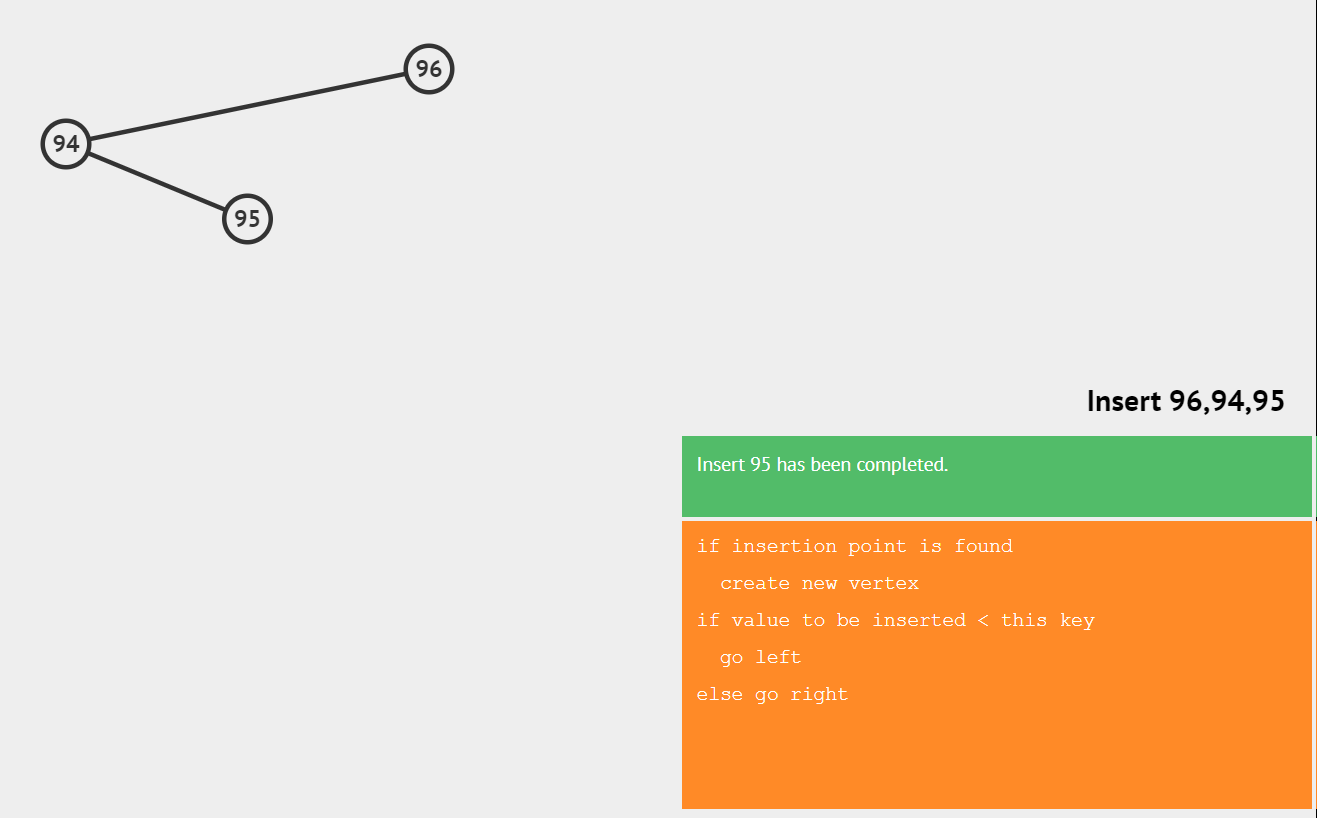 96
94
95
Insert 96,94,95
Insert 95 has been completed.
if insertion point is found
create new vertex
if value to be inserted < this key
go left
else go right